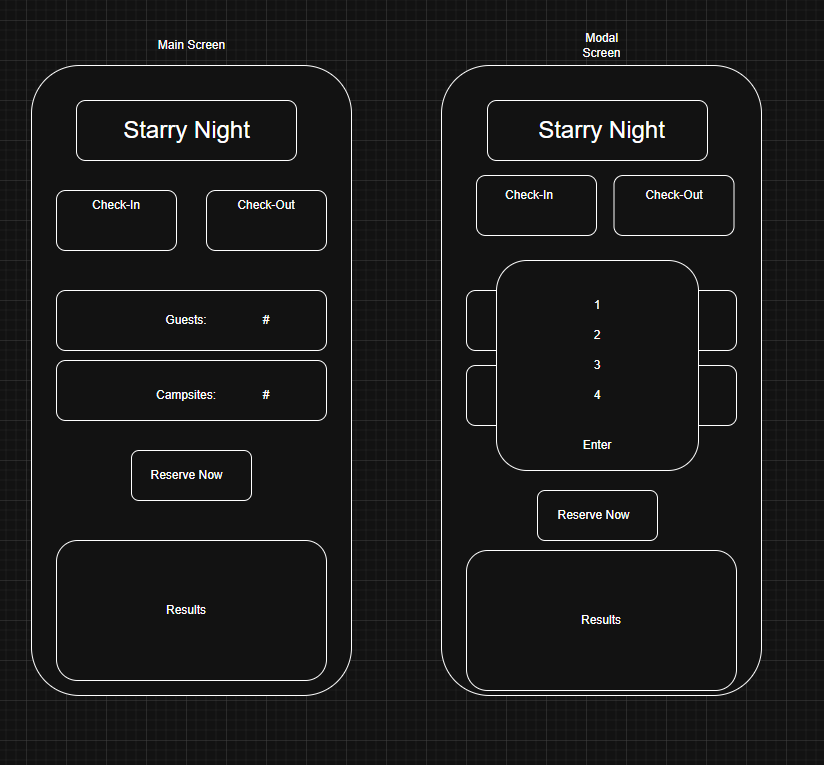 Main Screen
Starry Night
Check-In
Check-Out
Guests: #
Campsites: #
Reserve Now
Results
Modal
Screen
Starry Night
Check-In
Check-Out
1
2
3
4
Enter
Reserve Now
Results